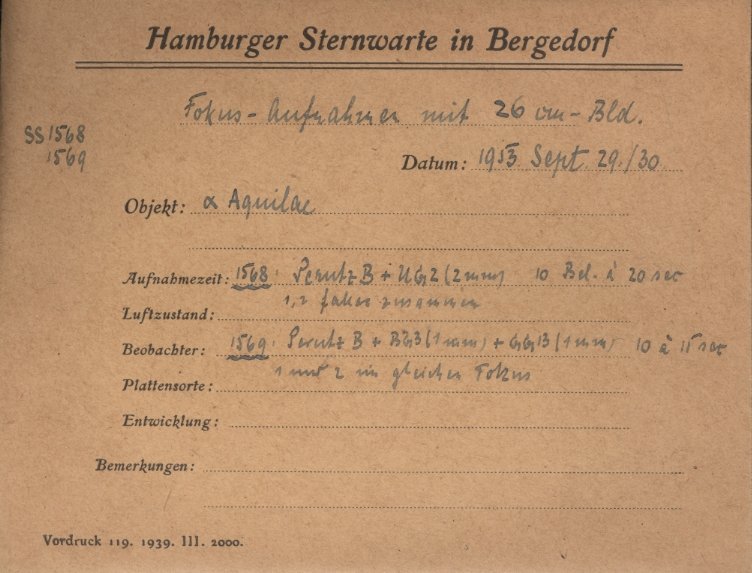 Hamburger Sternwarte in Bergedorf
Fokus-Aufnahmen mit 26 cm-Bld.
SS 1568
1569
Datum: 1953 Sept. 29./30
Objekt: α Aquilae
Aufnahmezeit: 1568: Perutz B + UG2 (2mm) 10 Bel. à 20 sec
1, 2 fallen zusammen
Luftzustand:
Beobachter: 1569: Perutz B + BG3 (1mm) + GG13 (1mm) 10 à 15 sec
1 und 2 im gleichen Fokus
Plattensorte:
Entwicklung:
Bemerkungen:
Vordruck 119. 1939. III. 2000.